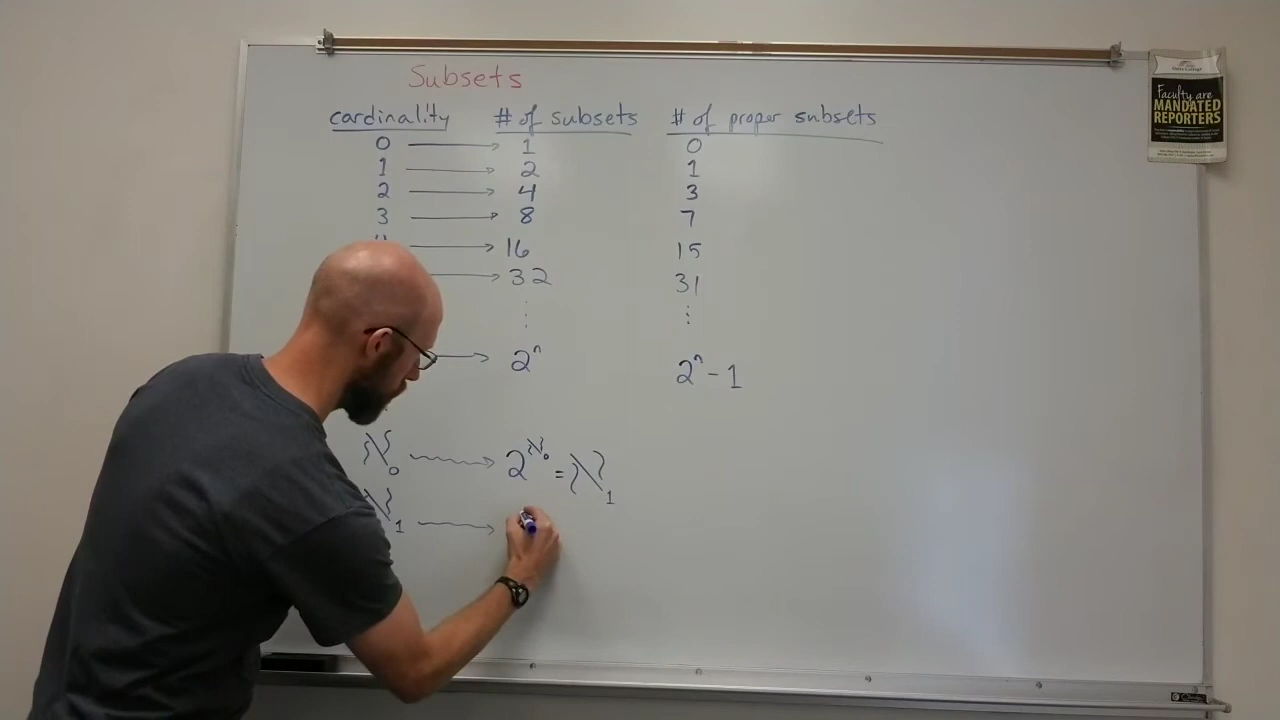 Subsets
cardinality # of subsets # of proper subsets
0 → 1 0
1 → 2 1
2 → 4 3
3 → 8 7
→ 16 15
→ 32 31
⋮ ⋮
→ 2ⁿ 2ⁿ - 1
ℵ₀ → 2^ℵ₀ = ℵ₁
ℵ₁ →
Faculty are
MANDATED
REPORTERS